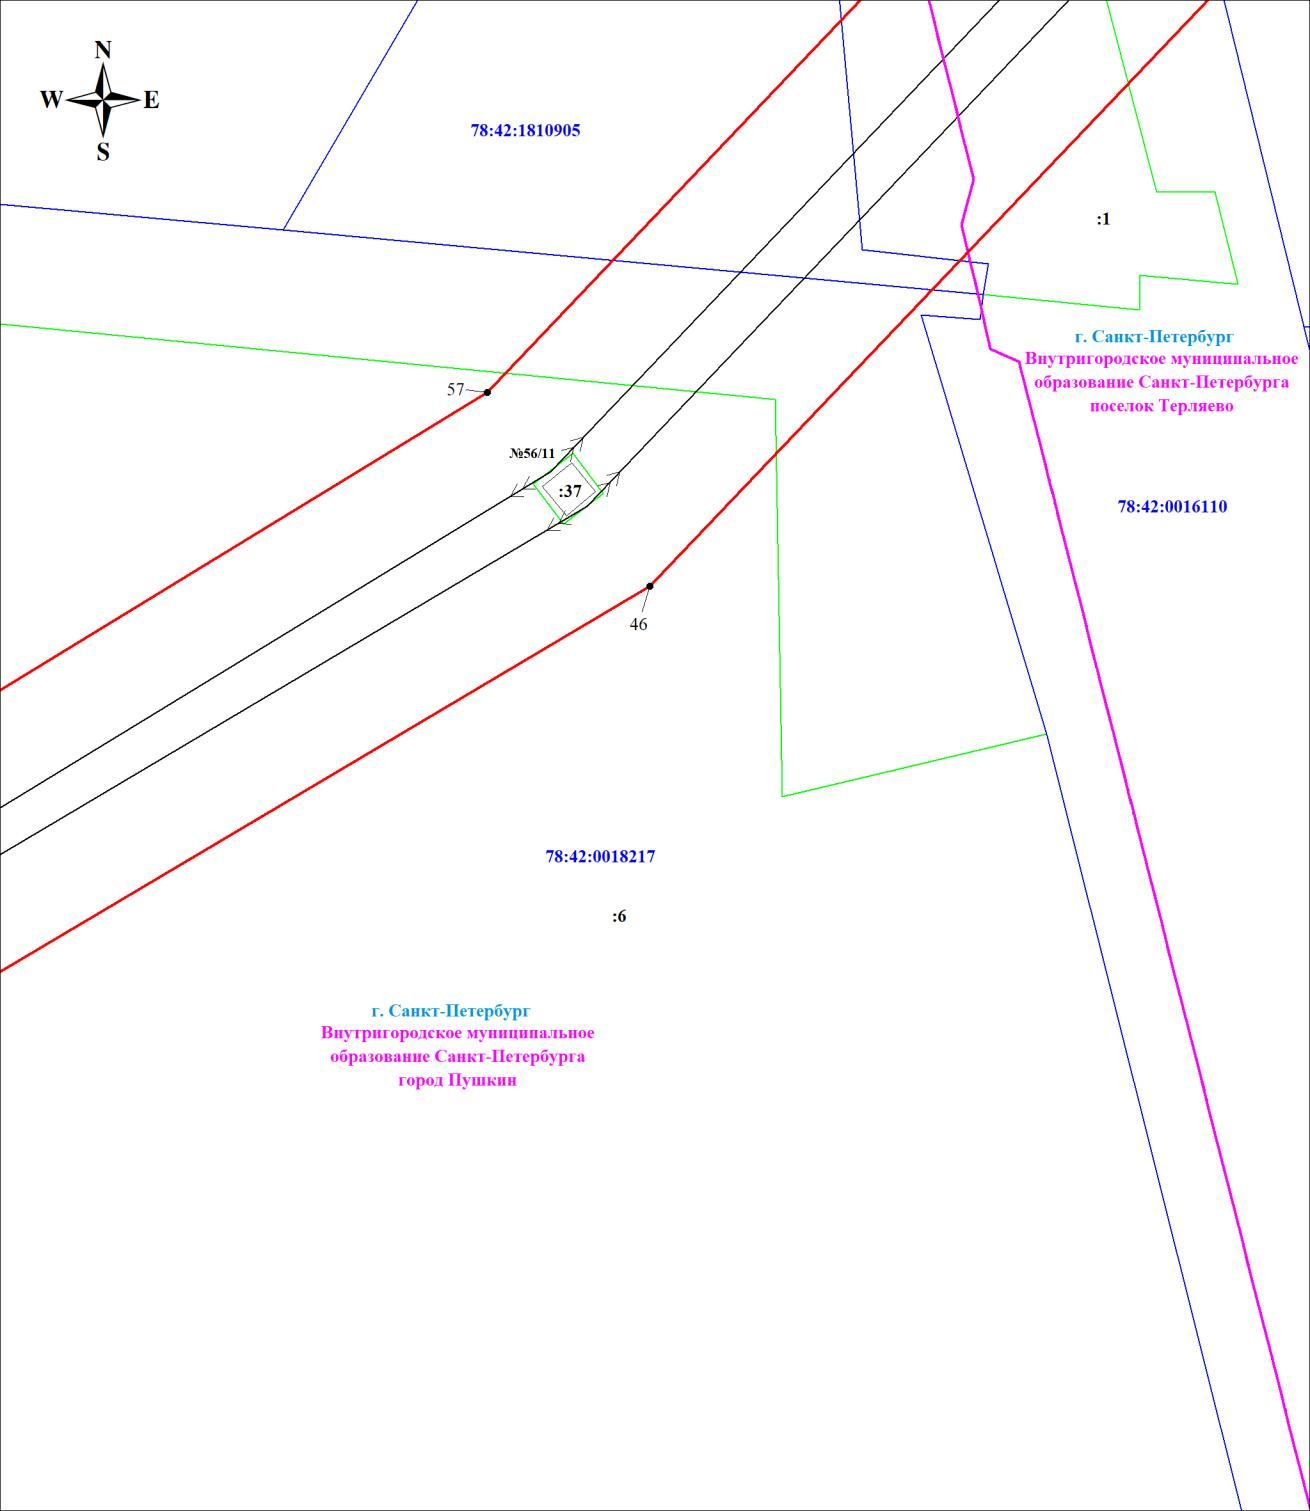 N
W E
S
78:42:1810905
:1
г. Санкт-Петербург
Внутригородское муниципальное
образование Санкт-Петербурга
поселок Терляево
57
№56/11
:37
78:42:0016110
46
78:42:0018217
:6
г. Санкт-Петербург
Внутригородское муниципальное
образование Санкт-Петербурга
город Пушкин